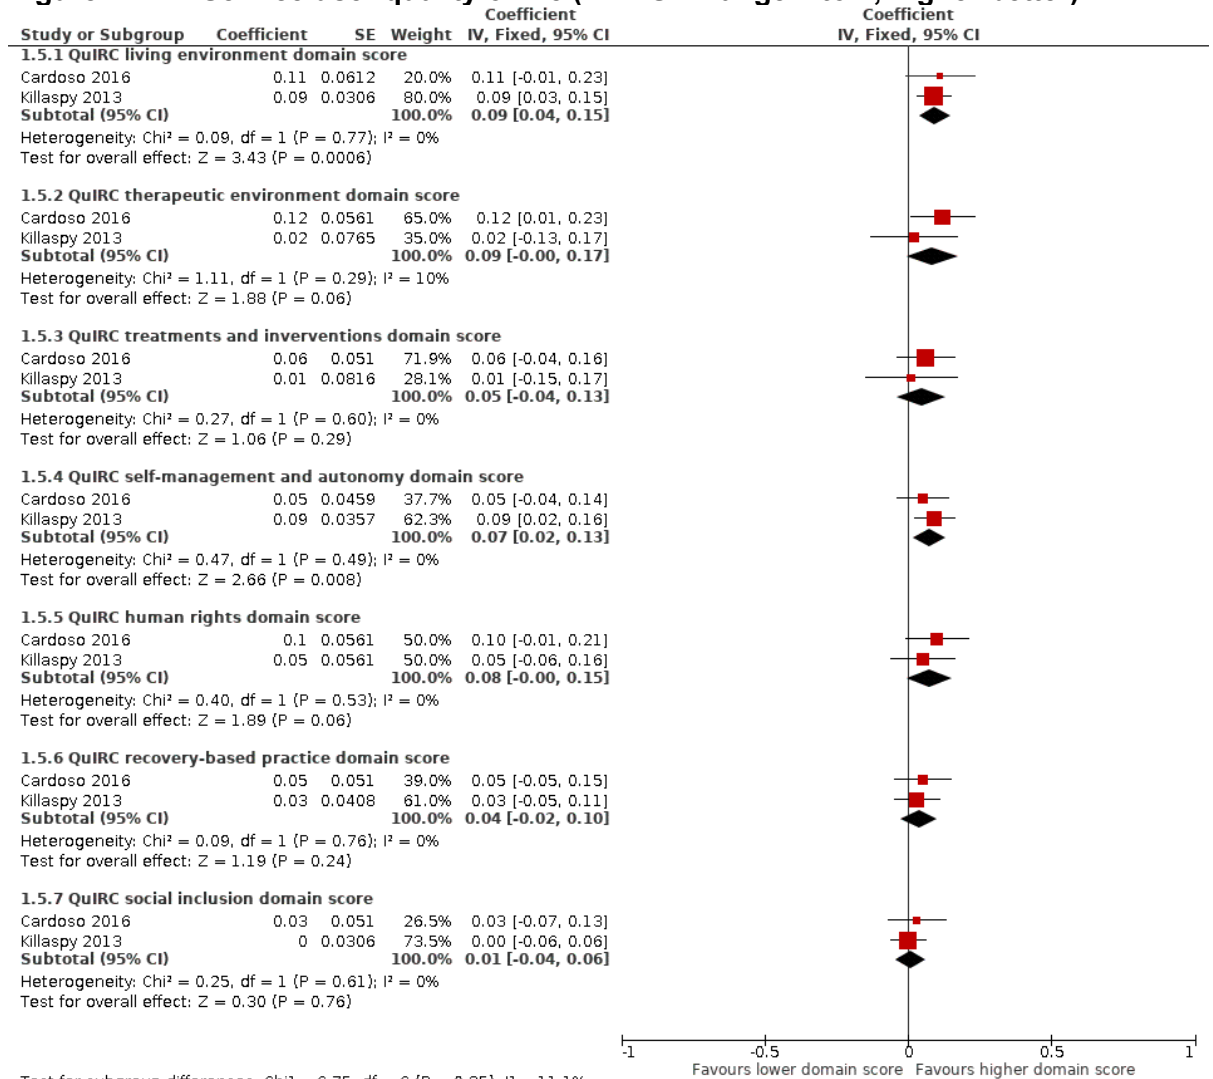 Coefficient Coefficient
Study or Subgroup Coefficient SE Weight IV, Fixed, 95% CI IV, Fixed, 95% CI
1.5.1 QuIRC living environment domain score
Cardoso 2016 0.11 0.0612 20.0% 0.11 [-0.01, 0.23]
Killaspy 2013 0.09 0.0306 80.0% 0.09 [0.03, 0.15]
Subtotal (95% CI) 100.0% 0.09 [0.04, 0.15]
Heterogeneity: Chi² = 0.09, df = 1 (P = 0.77); I² = 0%
Test for overall effect: Z = 3.43 (P = 0.0006)
1.5.2 QuIRC therapeutic environment domain score
Cardoso 2016 0.12 0.0561 65.0% 0.12 [0.01, 0.23]
Killaspy 2013 0.02 0.0765 35.0% 0.02 [-0.13, 0.17]
Subtotal (95% CI) 100.0% 0.09 [-0.00, 0.17]
Heterogeneity: Chi² = 1.11, df = 1 (P = 0.29); I² = 10%
Test for overall effect: Z = 1.88 (P = 0.06)
1.5.3 QuIRC treatments and inverventions domain score
Cardoso 2016 0.06 0.051 71.9% 0.06 [-0.04, 0.16]
Killaspy 2013 0.01 0.0816 28.1% 0.01 [-0.15, 0.17]
Subtotal (95% CI) 100.0% 0.05 [-0.04, 0.13]
Heterogeneity: Chi² = 0.27, df = 1 (P = 0.60); I² = 0%
Test for overall effect: Z = 1.06 (P = 0.29)
1.5.4 QuIRC self-management and autonomy domain score
Cardoso 2016 0.05 0.0459 37.7% 0.05 [-0.04, 0.14]
Killaspy 2013 0.09 0.0357 62.3% 0.09 [0.02, 0.16]
Subtotal (95% CI) 100.0% 0.07 [0.02, 0.13]
Heterogeneity: Chi² = 0.47, df = 1 (P = 0.49); I² = 0%
Test for overall effect: Z = 2.66 (P = 0.008)
1.5.5 QuIRC human rights domain score
Cardoso 2016 0.1 0.0561 50.0% 0.10 [-0.01, 0.21]
Killaspy 2013 0.05 0.0561 50.0% 0.05 [-0.06, 0.16]
Subtotal (95% CI) 100.0% 0.08 [-0.00, 0.15]
Heterogeneity: Chi² = 0.40, df = 1 (P = 0.53); I² = 0%
Test for overall effect: Z = 1.89 (P = 0.06)
1.5.6 QuIRC recovery-based practice domain score
Cardoso 2016 0.05 0.051 39.0% 0.05 [-0.05, 0.15]
Killaspy 2013 0.03 0.0408 61.0% 0.03 [-0.05, 0.11]
Subtotal (95% CI) 100.0% 0.04 [-0.02, 0.10]
Heterogeneity: Chi² = 0.09, df = 1 (P = 0.76); I² = 0%
Test for overall effect: Z = 1.19 (P = 0.24)
1.5.7 QuIRC social inclusion domain score
Cardoso 2016 0.03 0.051 26.5% 0.03 [-0.07, 0.13]
Killaspy 2013 0 0.0306 73.5% 0.00 [-0.06, 0.06]
Subtotal (95% CI) 100.0% 0.01 [-0.04, 0.06]
Heterogeneity: Chi² = 0.25, df = 1 (P = 0.61); I² = 0%
Test for overall effect: Z = 0.30 (P = 0.76)
-1 -0.5 0 0.5 1
Favours lower domain score Favours higher domain score